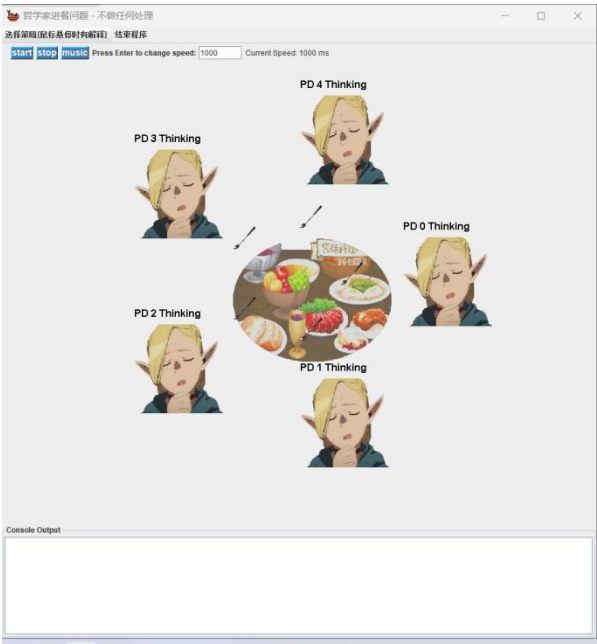 哲学家进餐问题 - 不做任何处理
选择策略[鼠标悬停时有解释] 结束程序
start stop music Press Enter to change speed: 1000 Current Speed: 1000 ms
PD 4 Thinking
PD 3 Thinking
PD 0 Thinking
PD 2 Thinking
PD 1 Thinking
Console Output